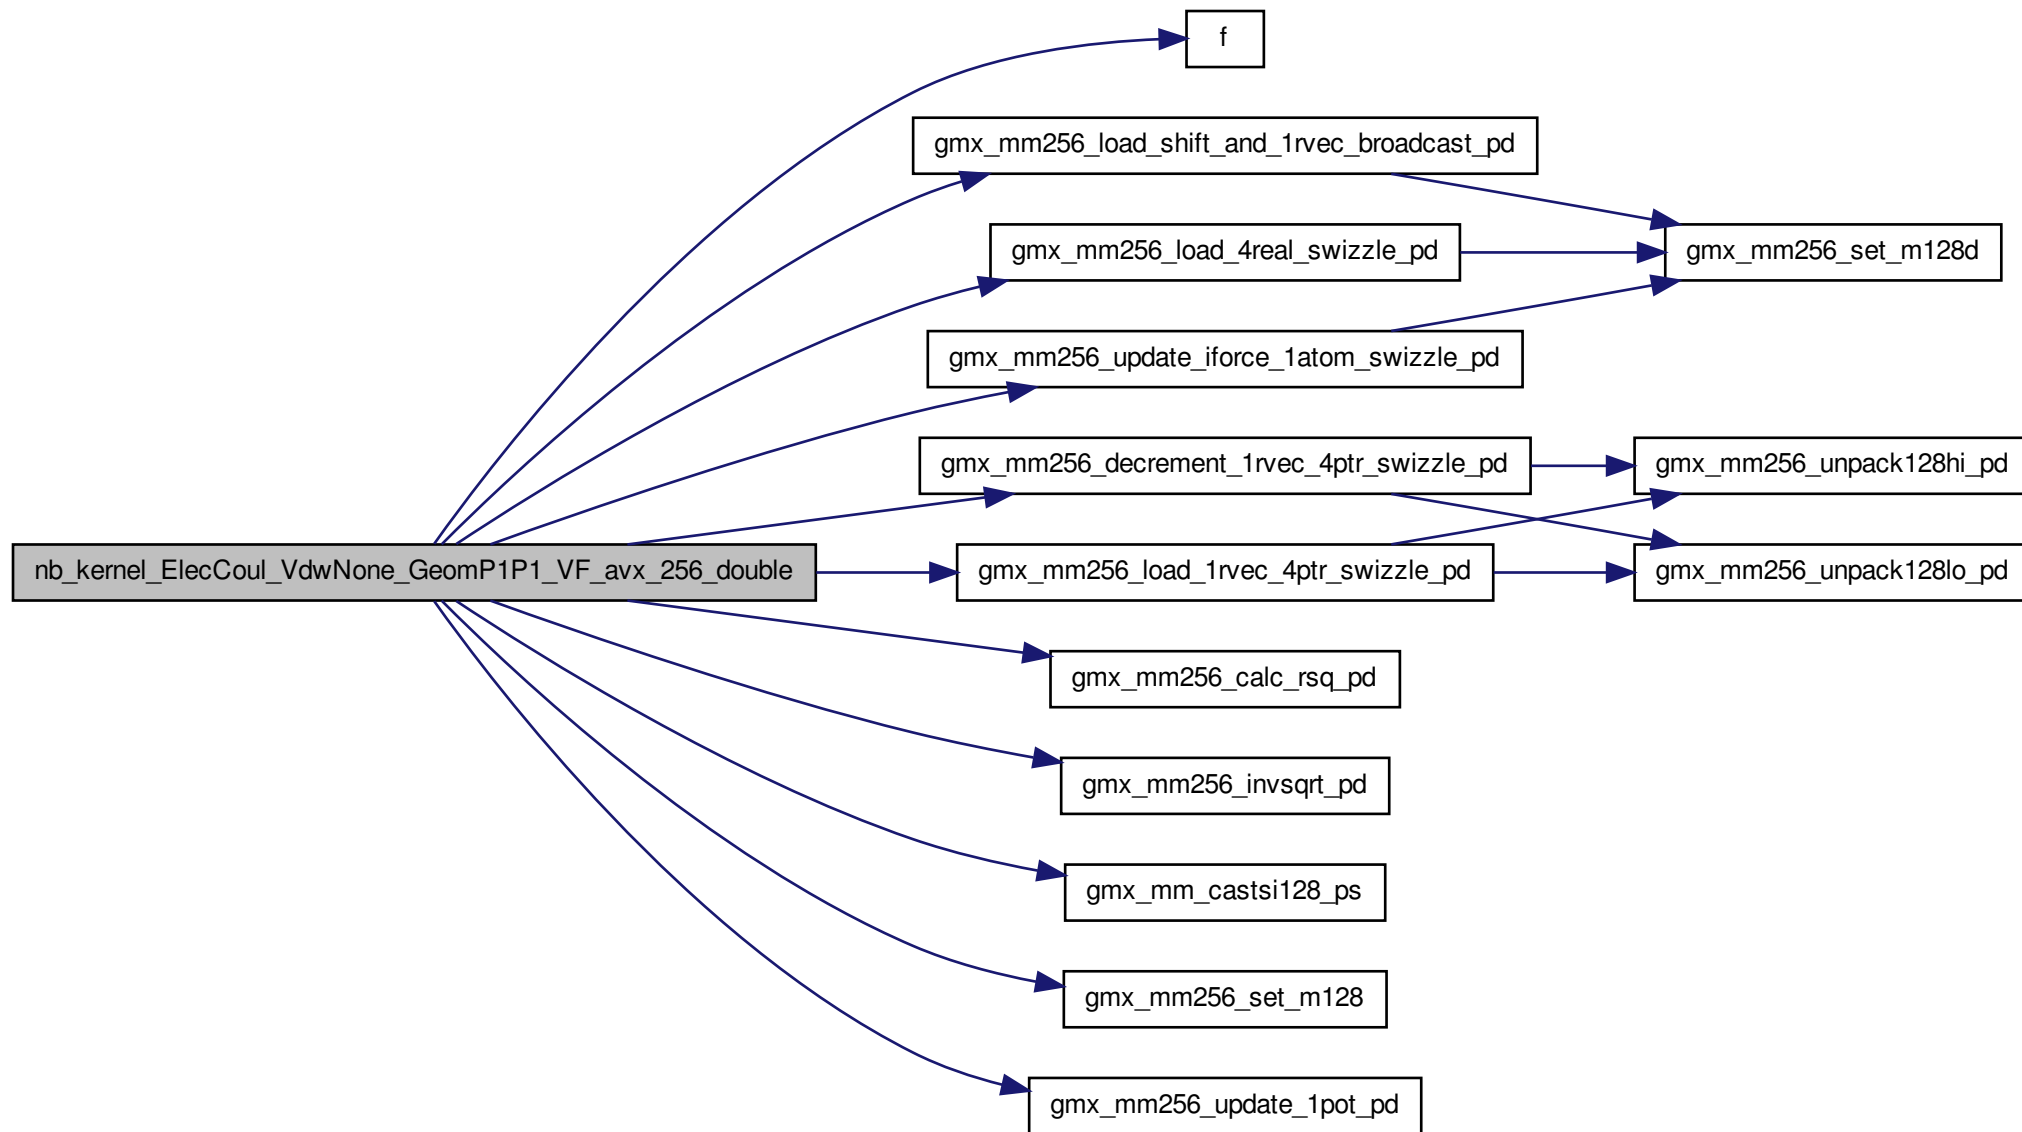 f
gmx_mm256_load_shift_and_1rvec_broadcast_pd
gmx_mm256_load_4real_swizzle_pd
gmx_mm256_set_m128d
gmx_mm256_update_iforce_1atom_swizzle_pd
gmx_mm256_decrement_1rvec_4ptr_swizzle_pd
gmx_mm256_unpack128hi_pd
nb_kernel_ElecCoul_VdwNone_GeomP1P1_VF_avx_256_double
gmx_mm256_load_1rvec_4ptr_swizzle_pd
gmx_mm256_unpack128lo_pd
gmx_mm256_calc_rsq_pd
gmx_mm256_invsqrt_pd
gmx_mm_castsi128_ps
gmx_mm256_set_m128
gmx_mm256_update_1pot_pd